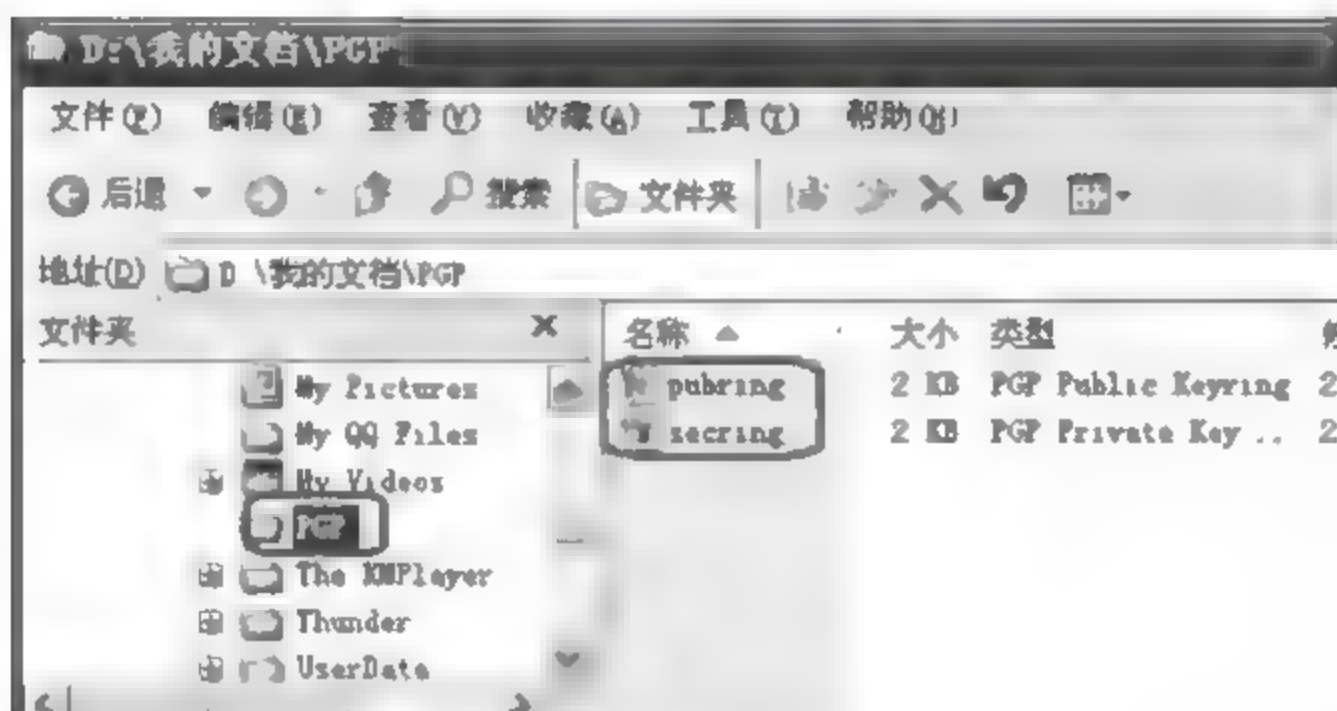 D:\我的文档\PGP
文件(F) 编辑(E) 查看(V) 收藏(A) 工具(T) 帮助(H)
后退 搜索 文件夹
地址(D) D:\我的文档\PGP
文件夹 名称 大小 类型
My Pictures pubring 2 KB PGP Public Keyring 2
My QQ Files secring 2 KB PGP Private Key .. 2
My Videos
PGP
The KMPlayer
Thunder
UserData